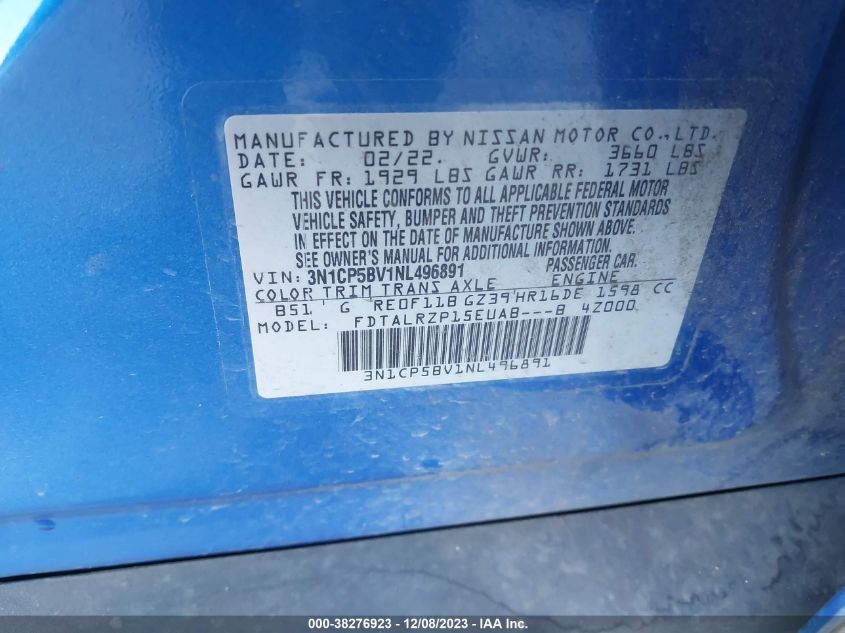 MANUFACTURED BY NISSAN MOTOR CO., LTD.
DATE: 02/22. GVWR: 3660 LBS
GAWR FR: 1929 LBS GAWR RR: 1731 LBS
THIS VEHICLE CONFORMS TO ALL APPLICABLE FEDERAL MOTOR
VEHICLE SAFETY, BUMPER AND THEFT PREVENTION STANDARDS
IN EFFECT ON THE DATE OF MANUFACTURE SHOWN ABOVE.
SEE OWNER'S MANUAL FOR ADDITIONAL INFORMATION.
VIN: 3N1CP5BV1NL496891 PASSENGER CAR.
COLOR TRIM TRANS AXLE ENGINE
B51 G RE0F11B GZ39 HR16DE 1598 CC
MODEL: FDTALRZP15EUAB---B 4Z000
3N1CP5BV1NL496891
000-38276923 - 12/08/2023 - IAAI.COM